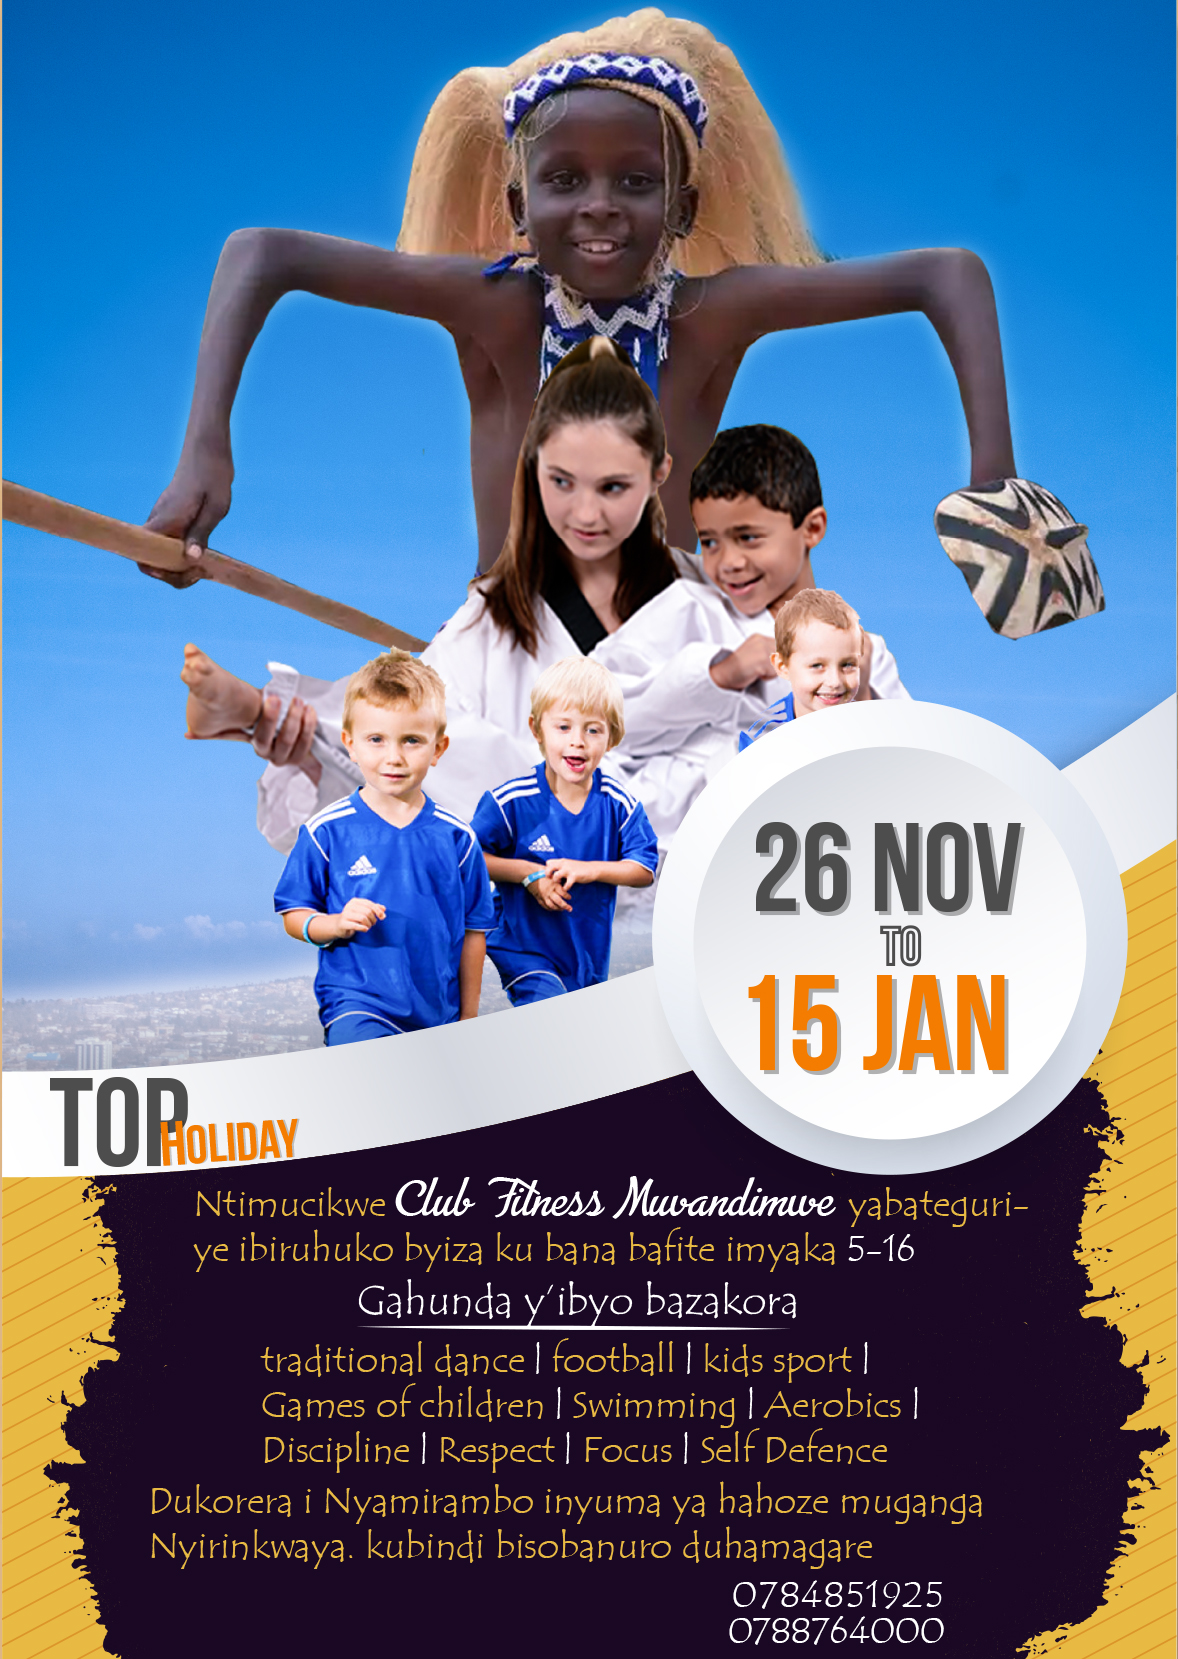 26 NOV
TO
15 JAN
TOP
HOLIDAY
Ntimucikwe Club Fitness Muvandimwe yabateguri-
ye ibiruhuko byiza ku bana bafite imyaka 5-16
Gahunda y'ibyo bazakora
traditional dance | football | kids sport |
Games of children | Swimming | Aerobics |
Discipline | Respect | Focus | Self Defence
Dukorera i Nyamirambo inyuma ya hahoze muganga
Nyirinkwaya. kubindi bisobanuro duhamagare
0784851925
0788764000
adidas
adidas